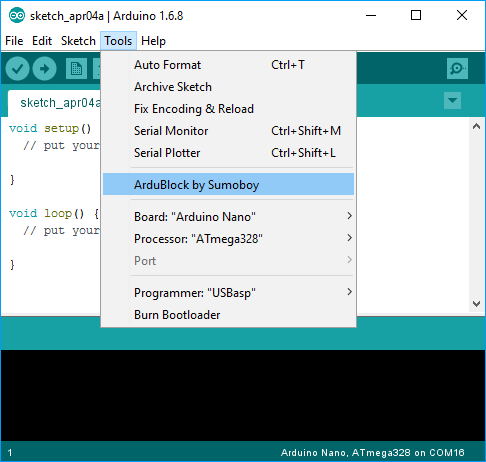 sketch_apr04a | Arduino 1.6.8
File Edit Sketch Tools Help
sketch_apr04a
void setup()
// put your
}
void loop() {
// put your
}
Auto Format Ctrl+T
Archive Sketch
Fix Encoding & Reload
Serial Monitor Ctrl+Shift+M
Serial Plotter Ctrl+Shift+L
ArduBlock by Sumoboy
Board: "Arduino Nano"
Processor: "ATmega328"
Port
Programmer: "USBasp"
Burn Bootloader
1 Arduino Nano, ATmega328 on COM16